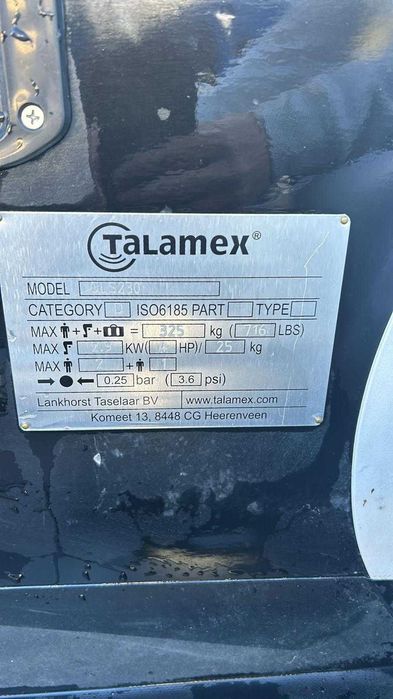 TALAMEX®
MODEL
CATEGORY D ISO6185 PART TYPE
MAX + + = 325 kg ( 716 LBS)
MAX KW( HP)/ 25 kg
MAX + 1
0.25 bar ( 3.6 psi)
Lankhorst Taselaar BV www.talamex.com
Komeet 13, 8448 CG Heerenveen